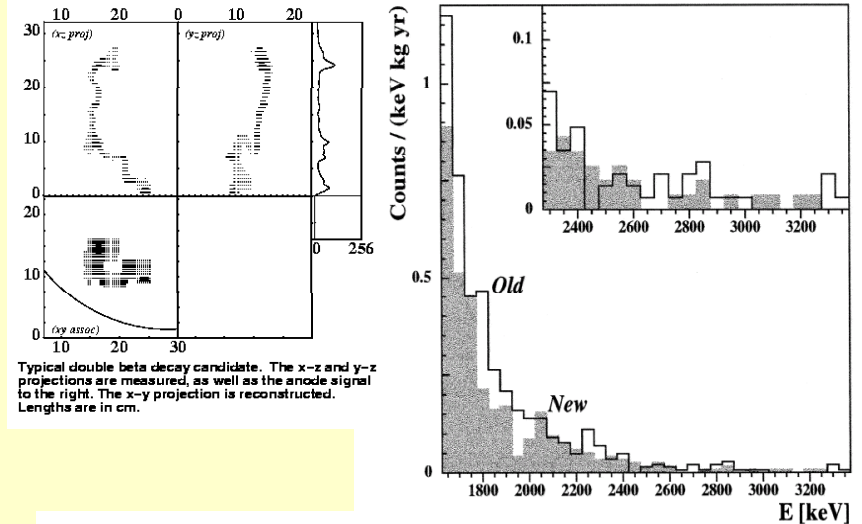 10 20 0 10 20
30
(xz proj) (yz proj)
20
10
0
20 0 256
10
(xy assoc)
0
10 20 30
Typical double beta decay candidate. The x-z and y-z
projections are measured, as well as the anode signal
to the right. The x-y projection is reconstructed.
Lengths are in cm.
Counts / (keV kg yr)
1
0.5
0
Old
New
1800 2000 2200 2400 2600 2800 3000 3200
E [keV]
0.1
0.05
0
2400 2600 2800 3000 3200